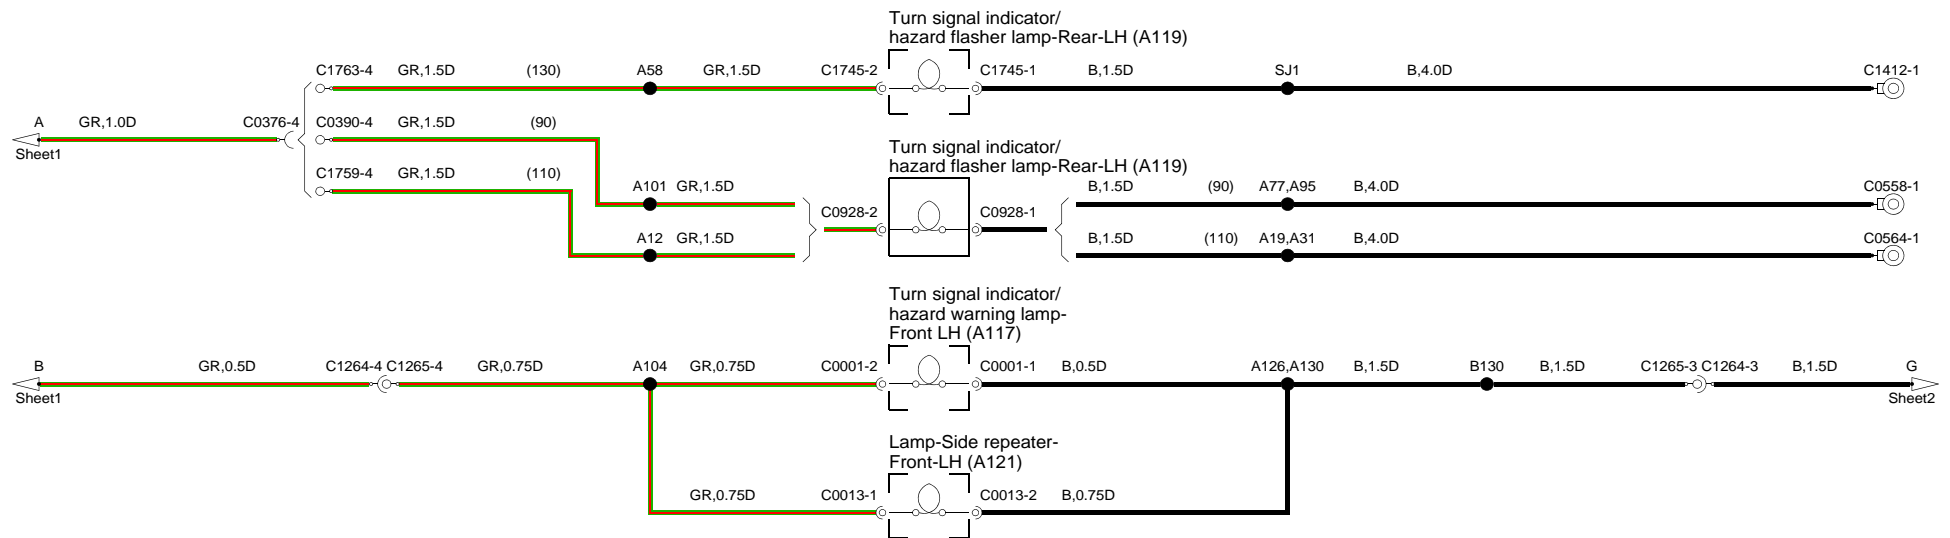 Turn signal indicator/
hazard flasher lamp-Rear-LH (A119)
C1763-4 GR,1.5D (130) A58 GR,1.5D C1745-2 C1745-1 B,1.5D SJ1 B,4.0D C1412-1
A GR,1.0D C0376-4 C0390-4 GR,1.5D (90)
Sheet1
Turn signal indicator/
hazard flasher lamp-Rear-LH (A119)
C1759-4 GR,1.5D (110)
A101 GR,1.5D B,1.5D (90) A77,A95 B,4.0D C0558-1
C0928-2 C0928-1
A12 GR,1.5D B,1.5D (110) A19,A31 B,4.0D C0564-1
Turn signal indicator/
hazard warning lamp-
Front LH (A117)
B GR,0.5D C1264-4 C1265-4 GR,0.75D A104 GR,0.75D C0001-2 C0001-1 B,0.5D A126,A130 B,1.5D B130 B,1.5D C1265-3 C1264-3 B,1.5D G
Sheet1 Sheet2
Lamp-Side repeater-
Front-LH (A121)
GR,0.75D C0013-1 C0013-2 B,0.75D